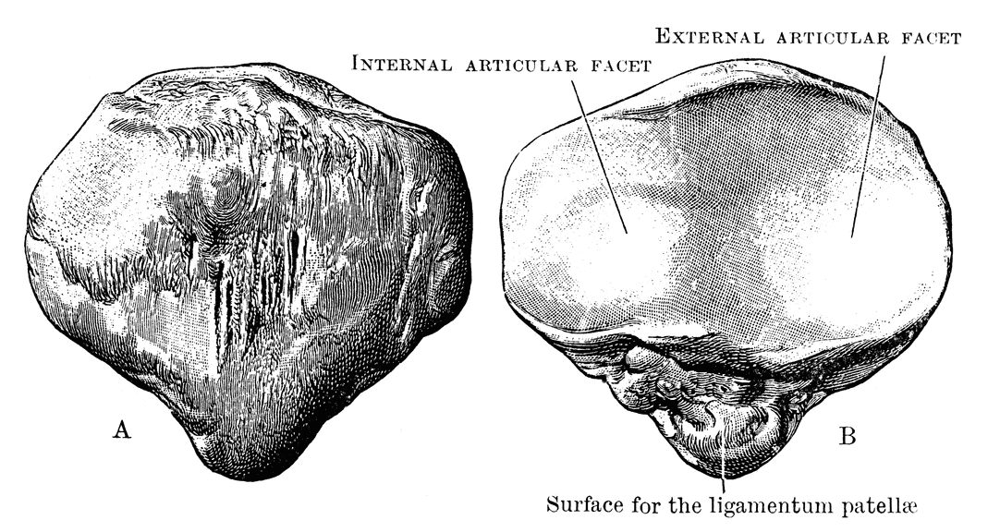 External articular facet
Internal articular facet
A
B
Surface for the ligamentum patellæ